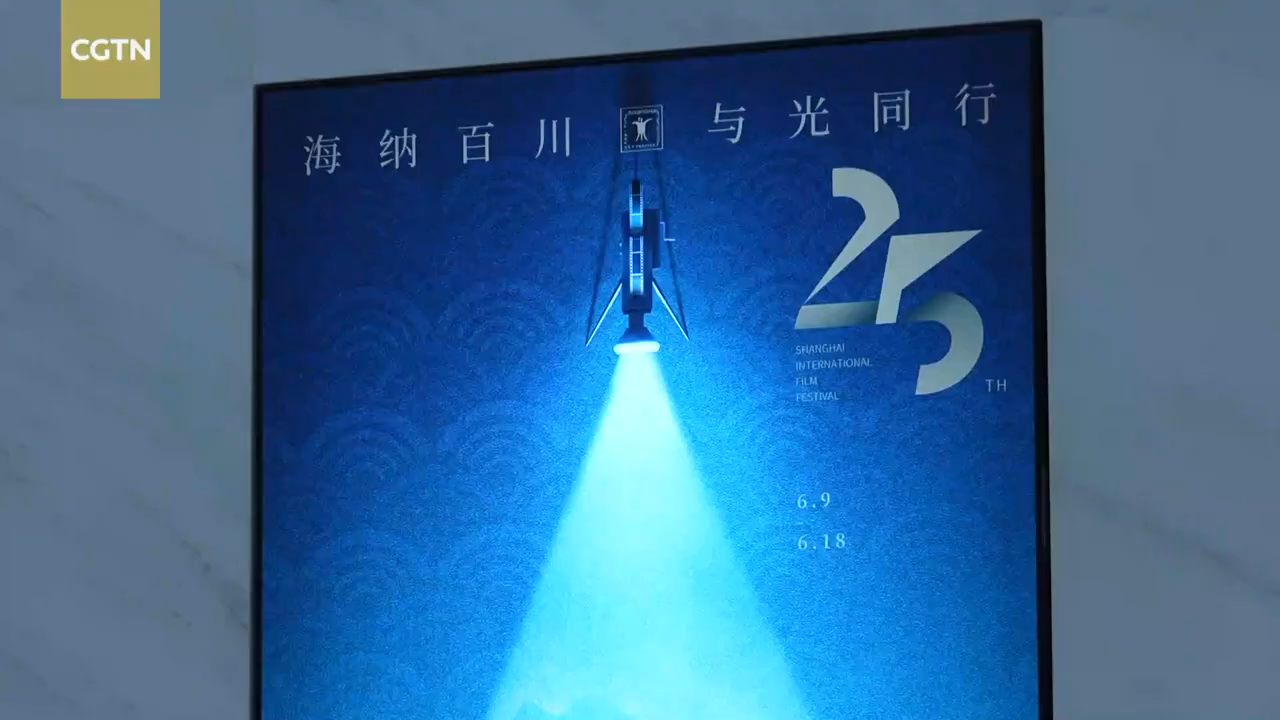 CGTN
海纳百川 与光同行
25
TH
SHANGHAI
INTERNATIONAL
FILM
FESTIVAL
6.9
6.18